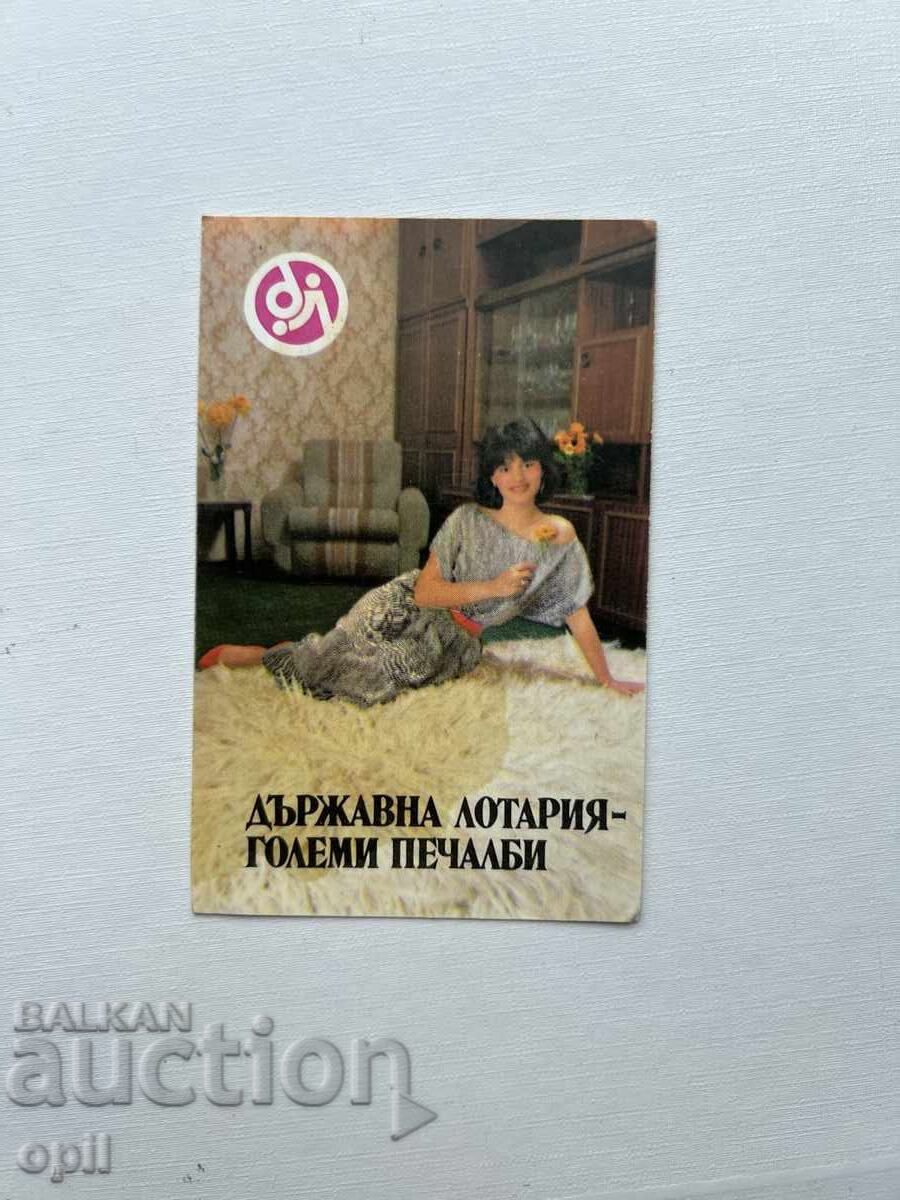 ДЪРЖАВНА ЛОТАРИЯ-
ГОЛЕМИ ПЕЧАЛБИ
BALKAN
auction
opil